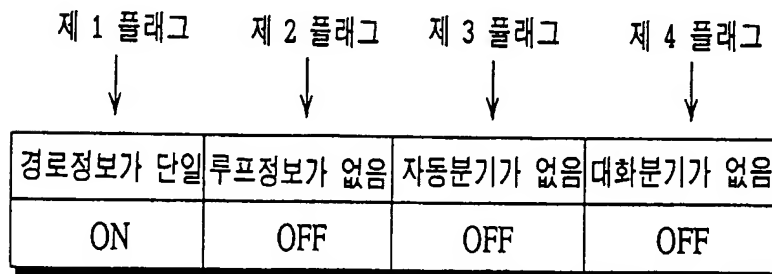 제 1 플래그 제 2 플래그 제 3 플래그 제 4 플래그
경로정보가 단일 루프정보가 없음 자동분기가 없음 대화분기가 없음
ON OFF OFF OFF